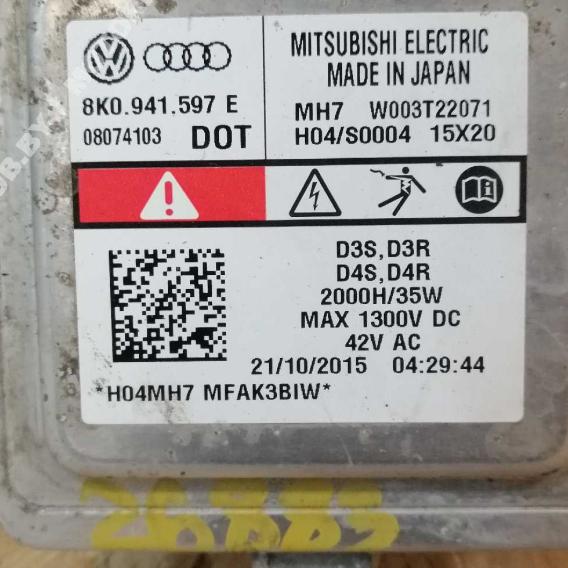 MITSUBISHI ELECTRIC
MADE IN JAPAN
8K0.941.597 E
MH7 W003T22071
08074103 DOT
H04/S0004 15X20
D3S,D3R
D4S,D4R
2000H/35W
MAX 1300V DC
42V AC
21/10/2015 04:29:44
*H04MH7 MFAK3BIW*